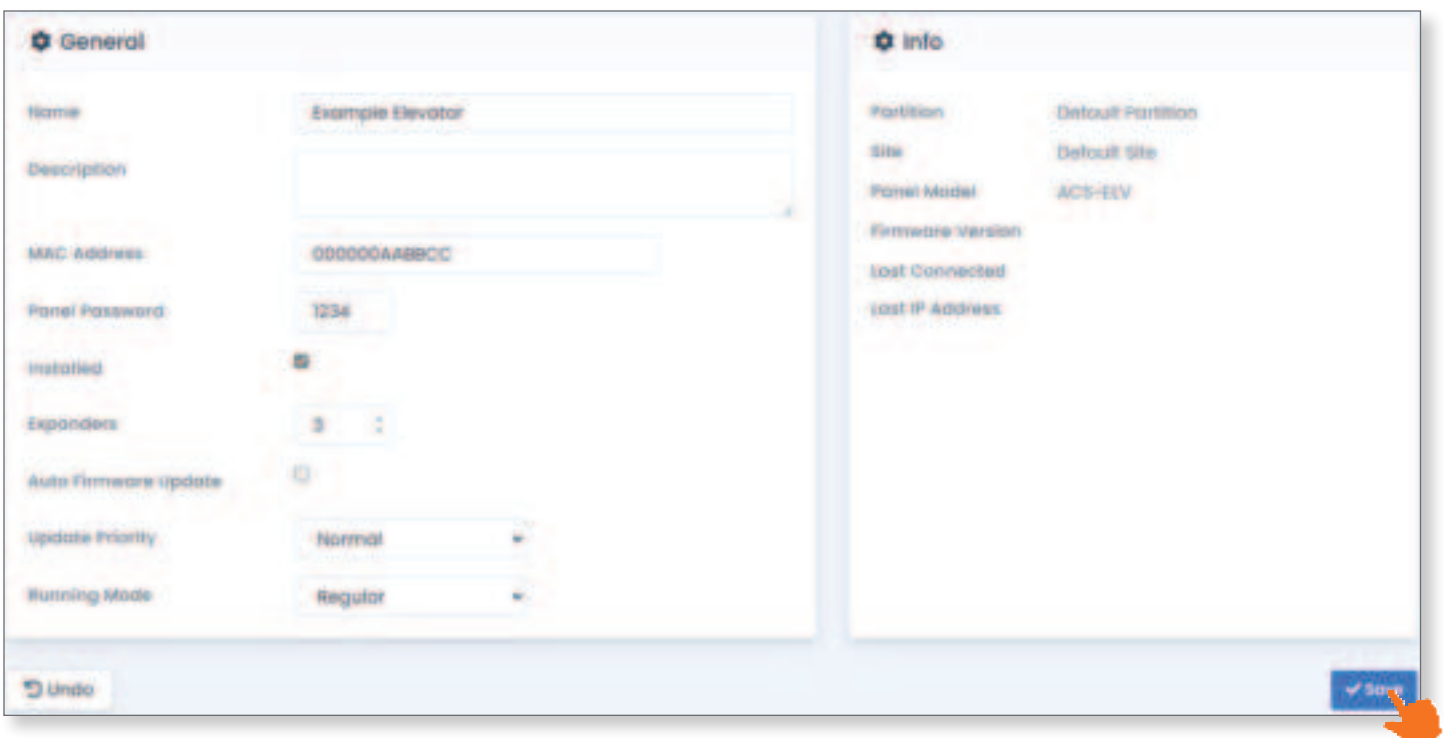 General
Name Example Elevator
Description
MAC Address 000000AABBCC
Panel Password 1234
Installed
Expanders 3
Auto Firmware Update
Update Priority Normal
Running Mode Regular
Info
Partition Default Partition
Site Default Site
Panel Model ACS-ELV
Firmware Version
Last Connected
Last IP Address
Undo
Save